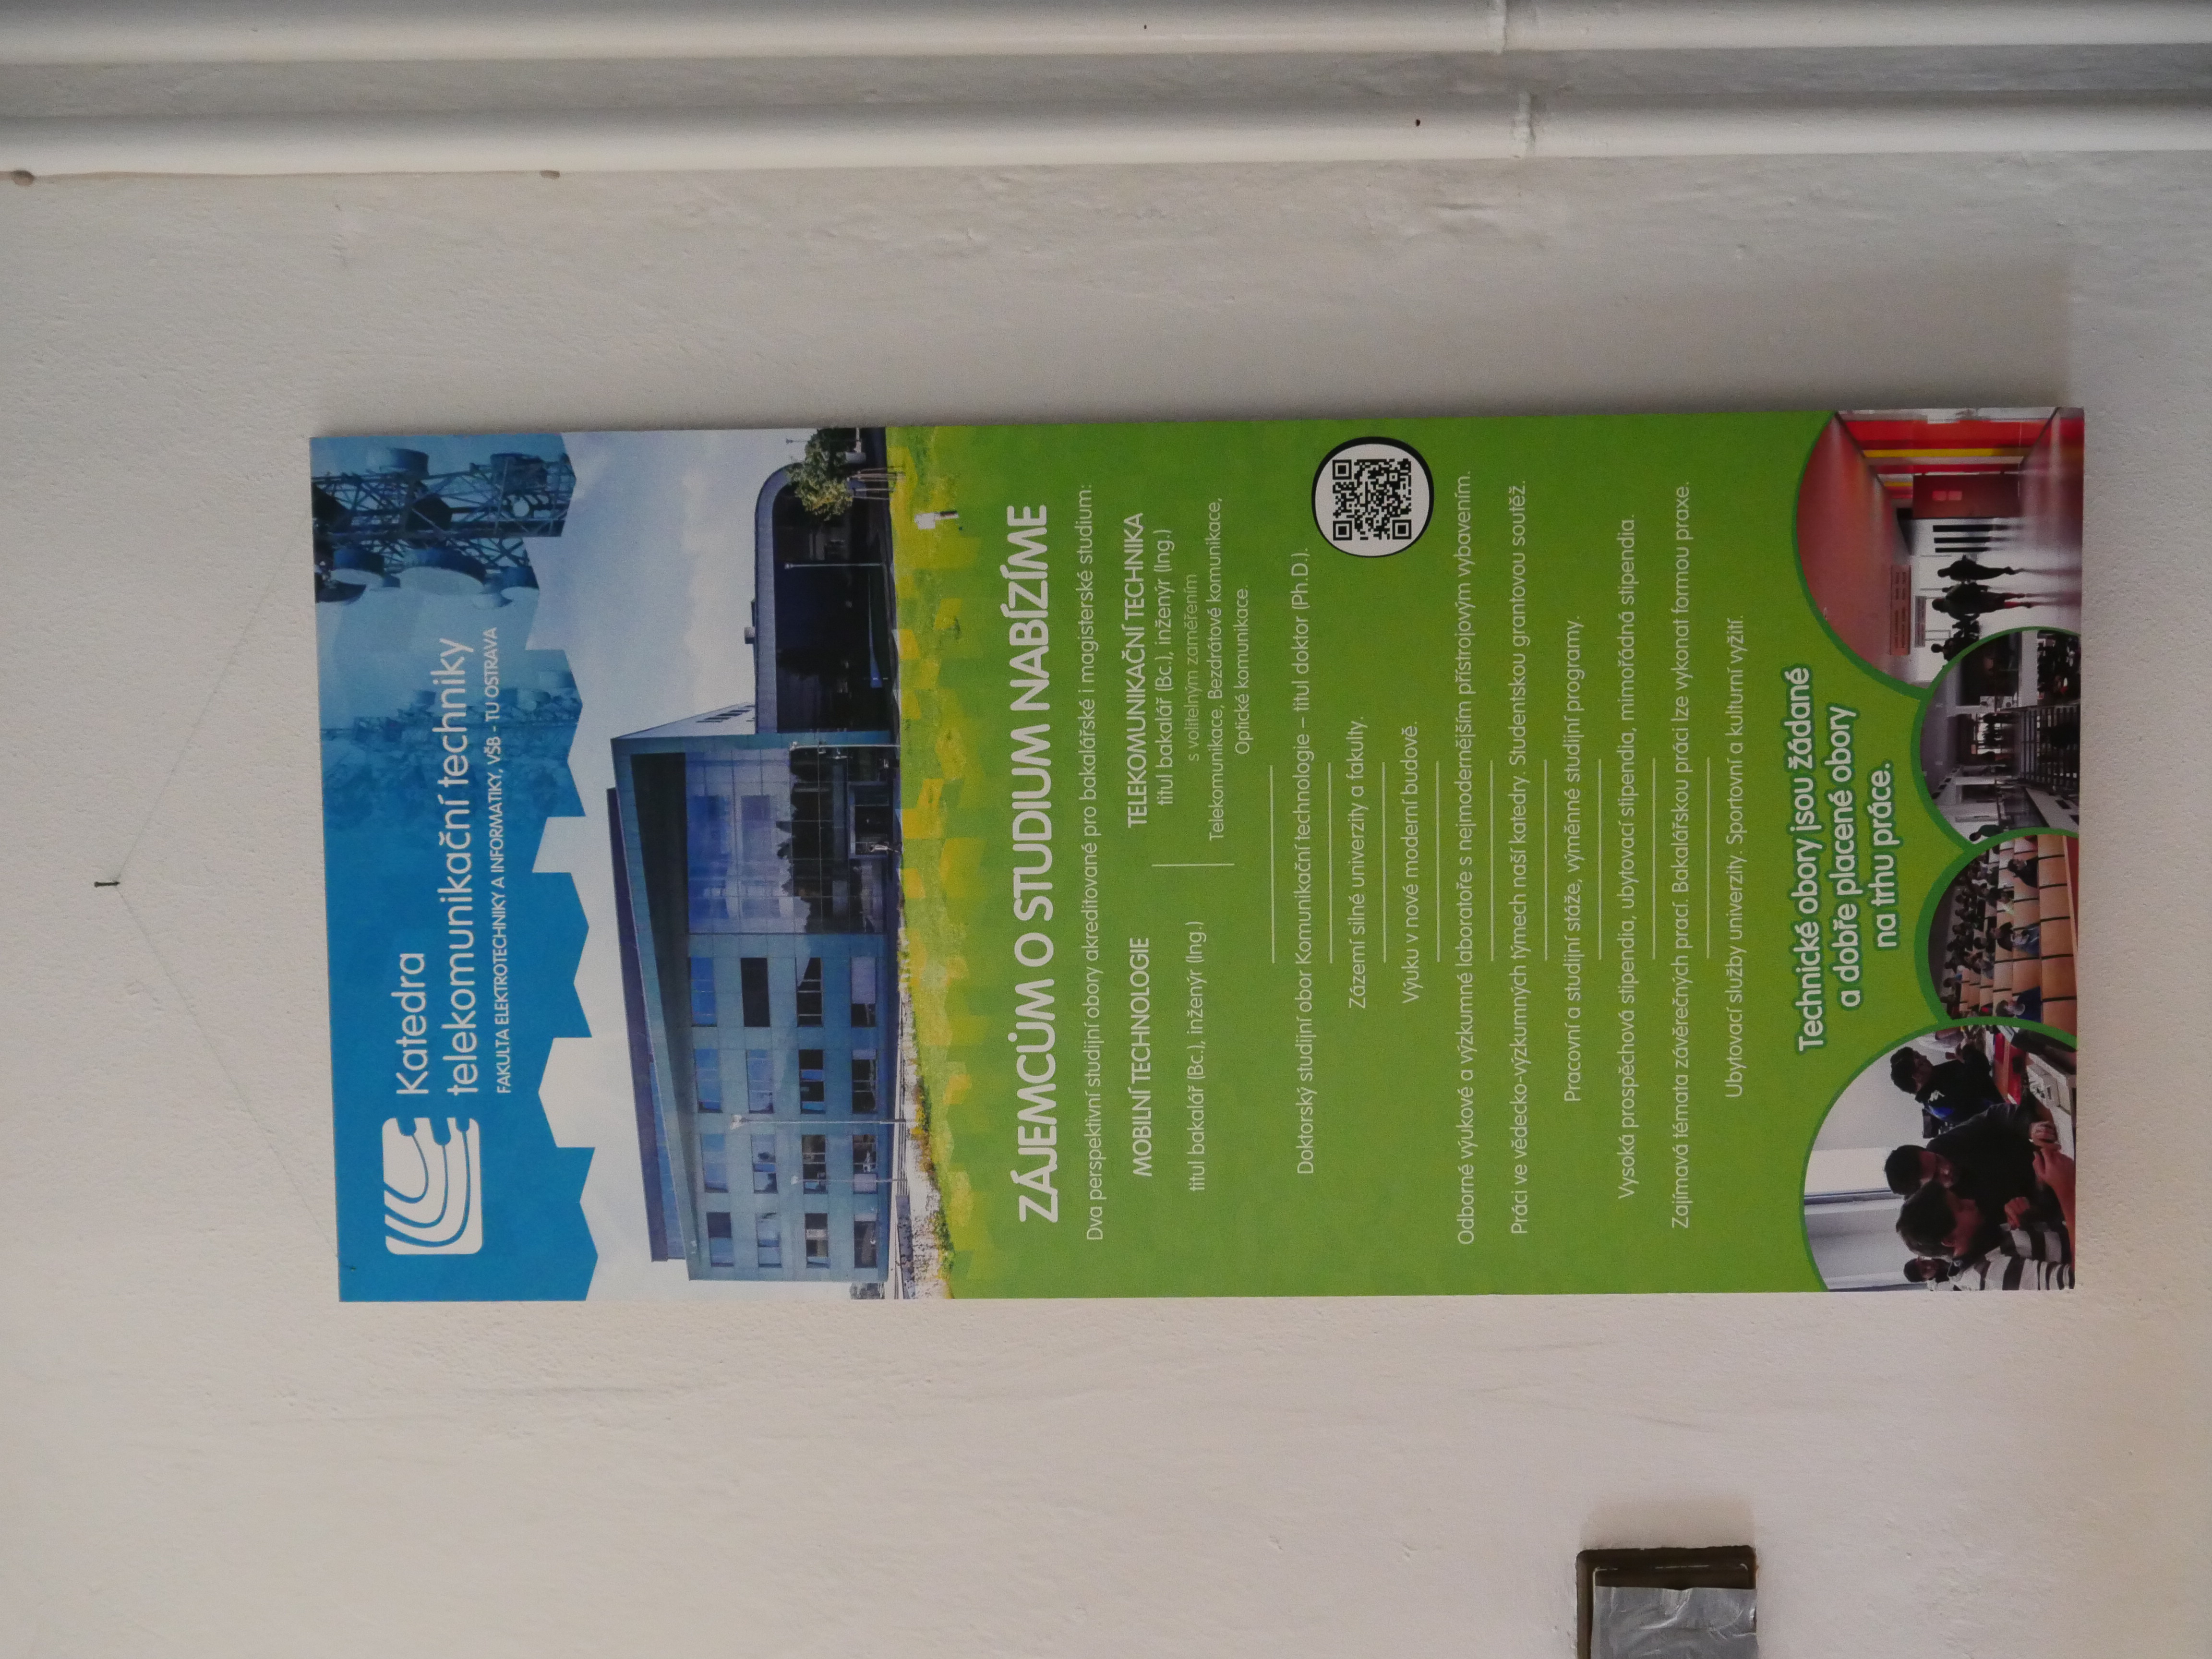 Katedra
telekomunikační techniky
FAKULTA ELEKTROTECHNIKY A INFORMATIKY, VŠB - TU OSTRAVA
ZÁJEMCŮM O STUDIUM NABÍZÍME
Dva perspektivní studijní obory akreditované pro bakalářské i magisterské studium:
MOBILNÍ TECHNOLOGIE
titul bakalář (Bc.), inženýr (Ing.)
TELEKOMUNIKAČNÍ TECHNIKA
titul bakalář (Bc.), inženýr (Ing.)
s volitelným zaměřením
Telekomunikace, Bezdrátové komunikace,
Optické komunikace.
Doktorský studijní obor Komunikační technologie – titul doktor (Ph.D.).
Zázemí silné univerzity a fakulty.
Výuku v nové moderní budově.
Odborné výukové a výzkumné laboratoře s nejmodernějším přístrojovým vybavením.
Práci ve vědecko-výzkumných týmech naší katedry. Studentskou grantovou soutěž.
Pracovní a studijní stáže, výměnné studijní programy.
Vysoká prospěchová stipendia, ubytovací stipendia, mimořádná stipendia.
Zajímavá témata závěrečných prací. Bakalářskou práci lze vykonat formou praxe.
Ubytovací služby univerzity. Sportovní a kulturní vyžití.
Technické obory jsou žádané
a dobře placené obory
na trhu práce.